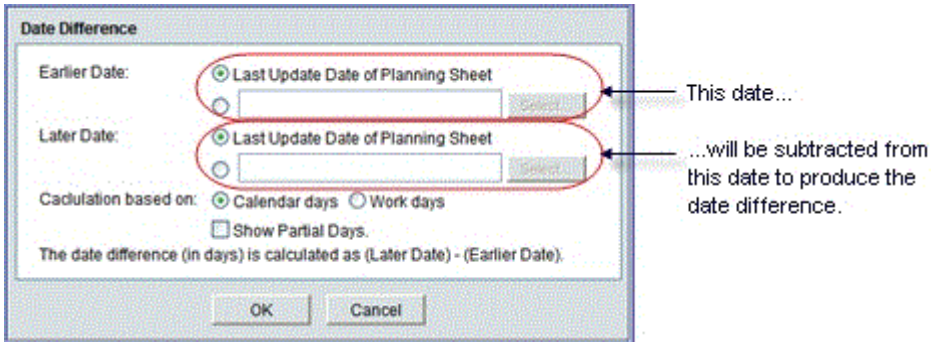 Date Difference
Earlier Date:
Last Update Date of Planning Sheet
Select...
This date...
Later Date:
Last Update Date of Planning Sheet
Select...
...will be subtracted from
this date to produce the
date difference.
Caclulation based on:
Calendar days
Work days
Show Partial Days.
The date difference (in days) is calculated as (Later Date) - (Earlier Date).
OK
Cancel